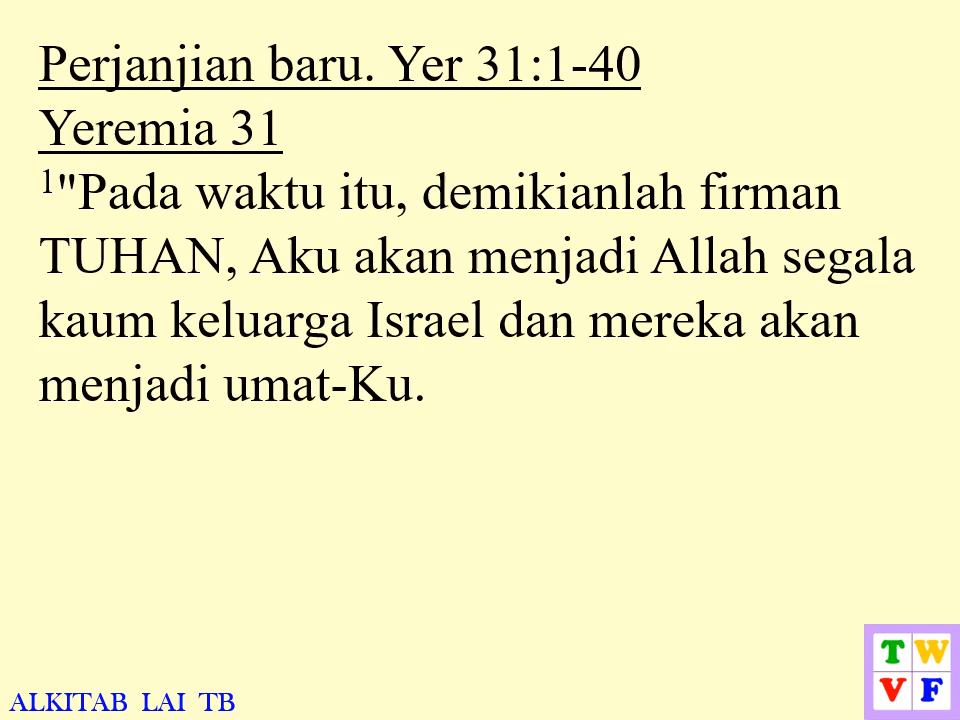 Perjanjian baru. Yer 31:1-40
Yeremia 31
1"Pada waktu itu, demikianlah firman
TUHAN, Aku akan menjadi Allah segala
kaum keluarga Israel dan mereka akan
menjadi umat-Ku.
T W
V F
ALKITAB LAI TB